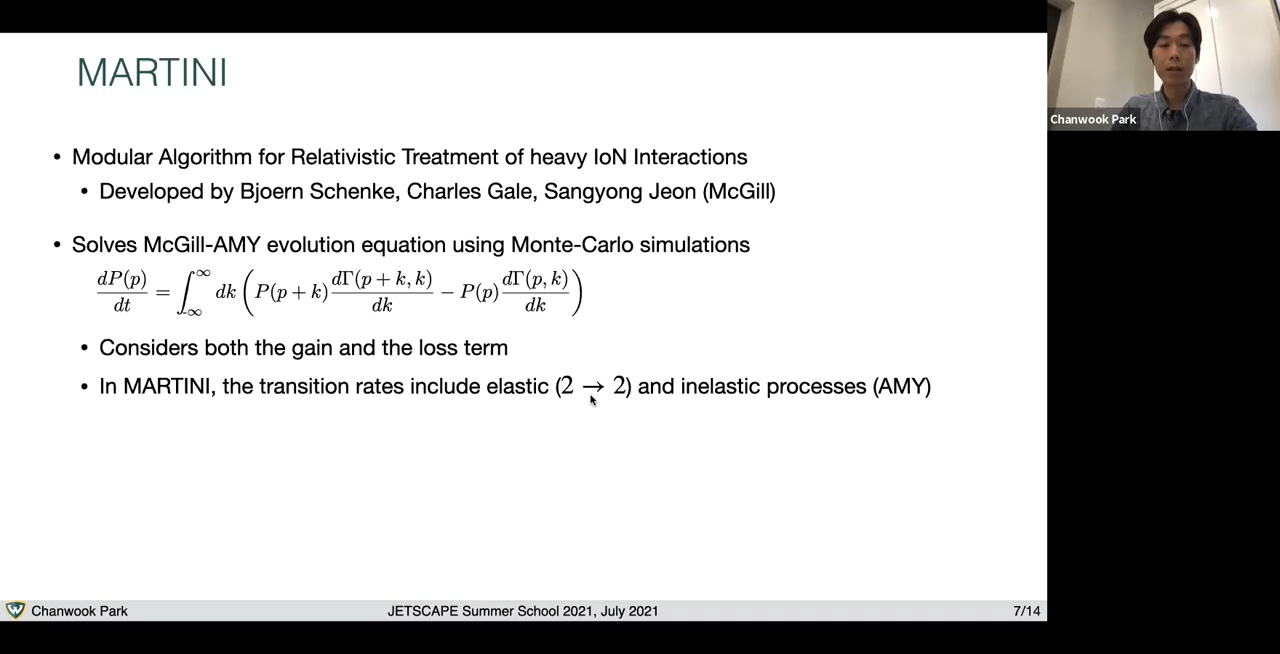 MARTINI
Chanwook Park
• Modular Algorithm for Relativistic Treatment of heavy IoN Interactions
• Developed by Bjoern Schenke, Charles Gale, Sangyong Jeon (McGill)
• Solves McGill-AMY evolution equation using Monte-Carlo simulations
dP(p)/dt = ∫_{-∞}^{∞} dk ( P(p + k) dΓ(p + k, k)/dk − P(p) dΓ(p, k)/dk )
• Considers both the gain and the loss term
• In MARTINI, the transition rates include elastic (2 → 2) and inelastic processes (AMY)
Chanwook Park JETSCAPE Summer School 2021, July 2021 7/14